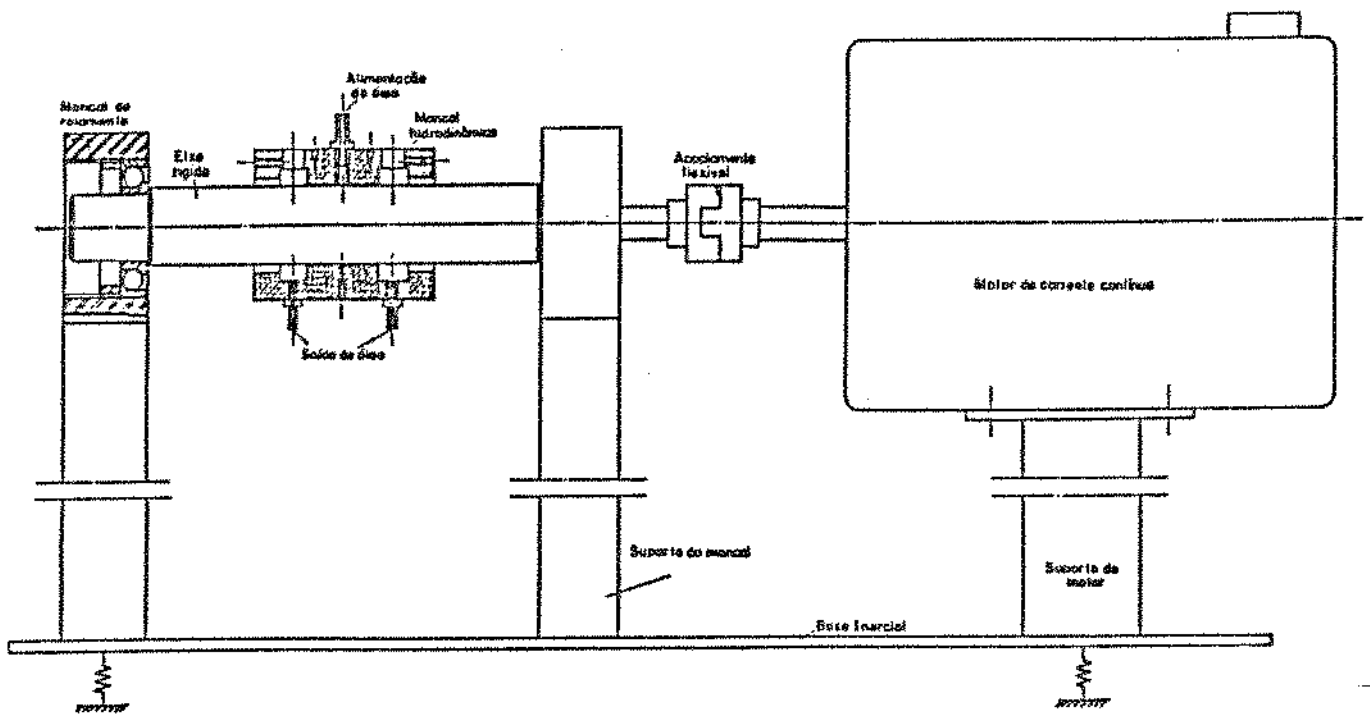 Alimentação
de óleo
Mancal de
rolamento
Mancal
hidrodinâmico
Eixo
rígido
Acoplamento
flexível
Motor de corrente contínua
Saída de óleo
Suporte do mancal
Suporte do
motor
Base Inercial